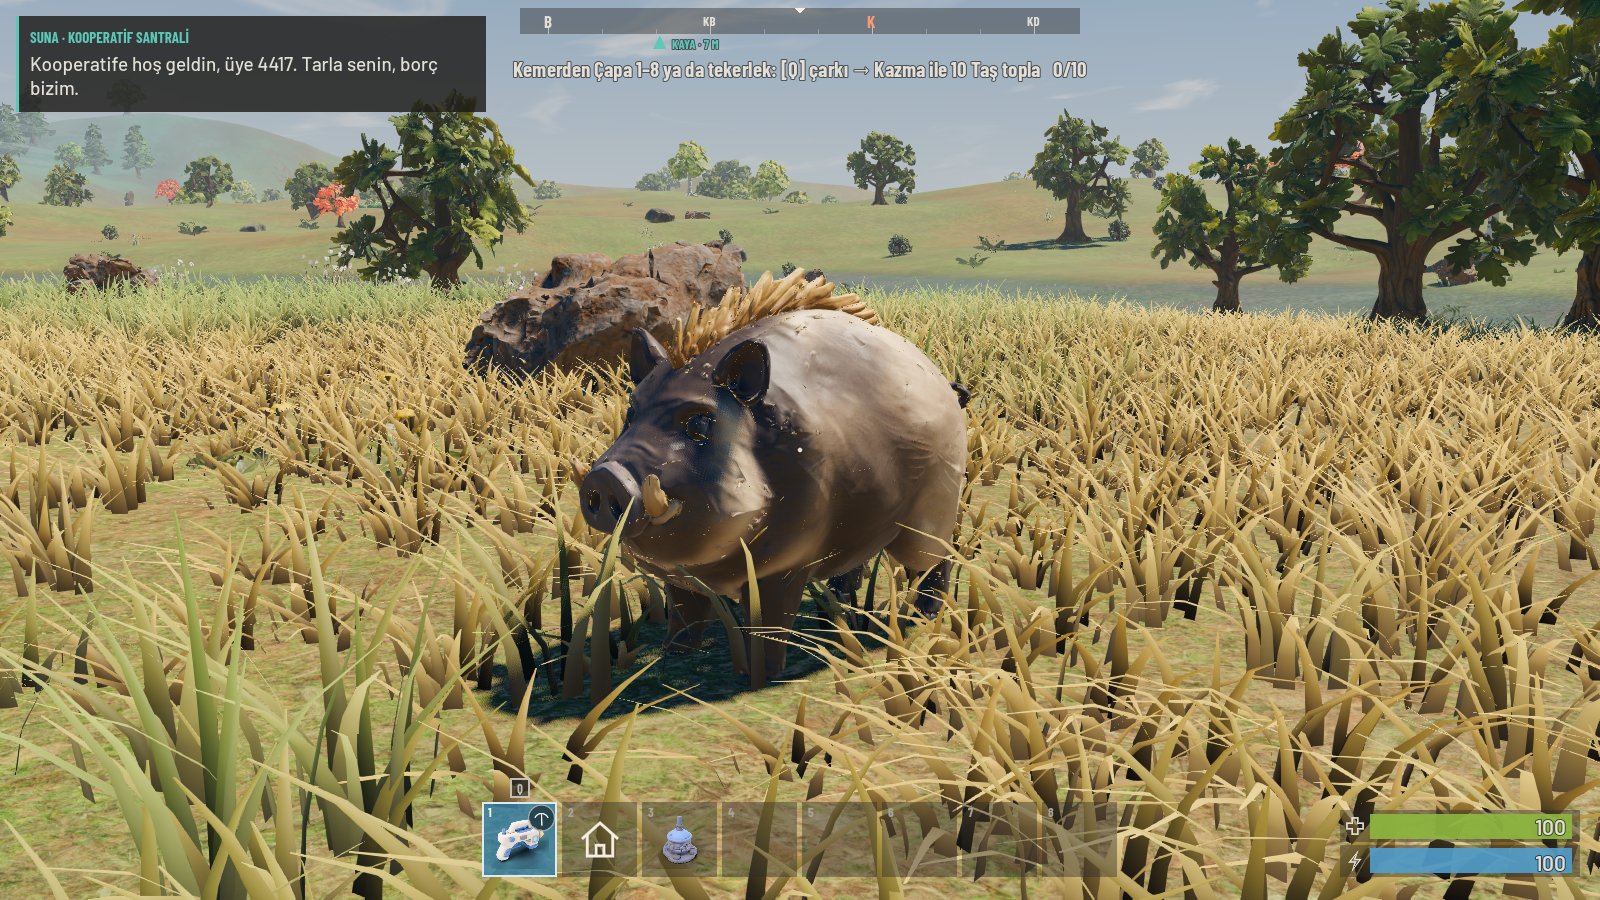 SUNA · KOOPERATİF SANTRALİ
Kooperatife hoş geldin, üye 4417. Tarla senin, borç
bizim.
B KB K KD
KAYA · 7 M
Kemerden Çapa 1-8 ya da tekerlek: [Q] çarkı → Kazma ile 10 Taş topla 0/10
Q
1 2 3 4 5 6 7 8
100
100